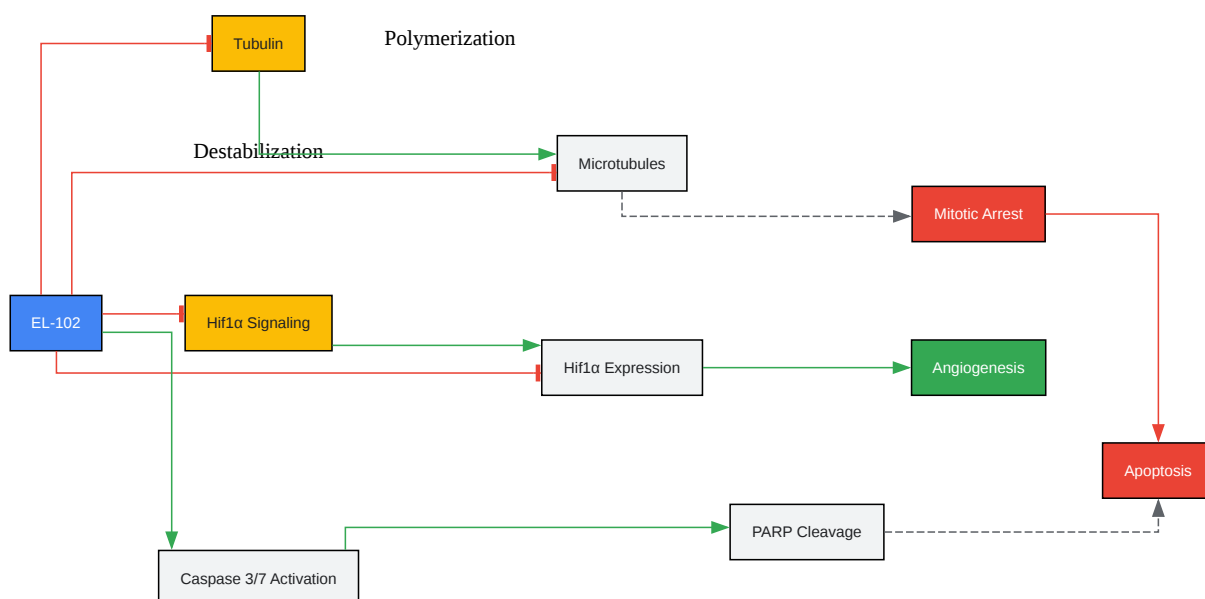 Tubulin
Polymerization
Destabilization
Microtubules
Mitotic Arrest
EL-102
Hif1α Signaling
Hif1α Expression
Angiogenesis
Apoptosis
PARP Cleavage
Caspase 3/7 Activation